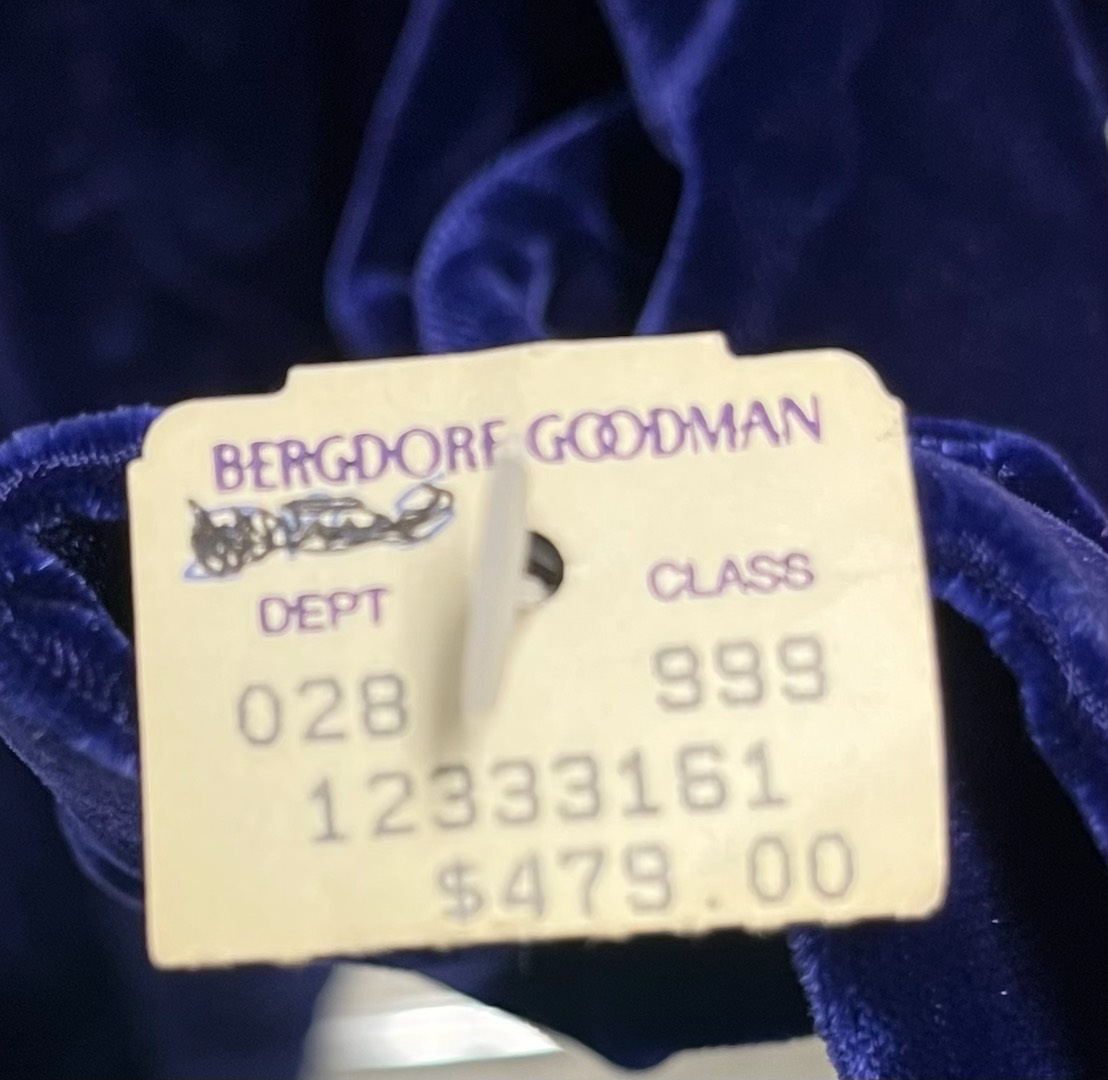 BERGDORF GOODMAN
DEPT CLASS
028 999
12333161
$479.00